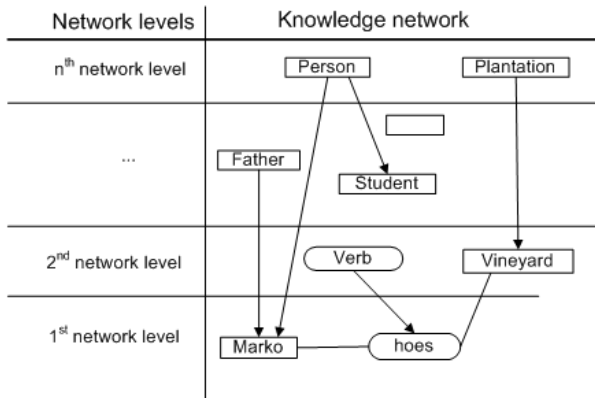 Network levels Knowledge network
nth network level Person Plantation
...
Father
Student
2nd network level Verb Vineyard
1st network level Marko hoes